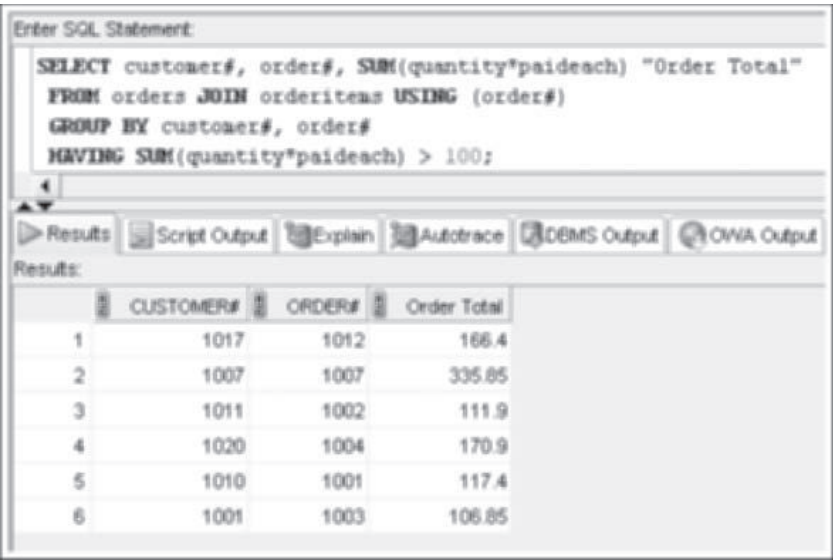 Enter SQL Statement:
SELECT customer#, order#, SUM(quantity*paideach) "Order Total"
FROM orders JOIN orderitems USING (order#)
GROUP BY customer#, order#
HAVING SUM(quantity*paideach) > 100;
Results Script Output Explain Autotrace DBMS Output OWA Output
Results:
CUSTOMER# ORDER# Order Total
1 1017 1012 166.4
2 1007 1007 335.85
3 1011 1002 111.9
4 1020 1004 170.9
5 1010 1001 117.4
6 1001 1003 106.85